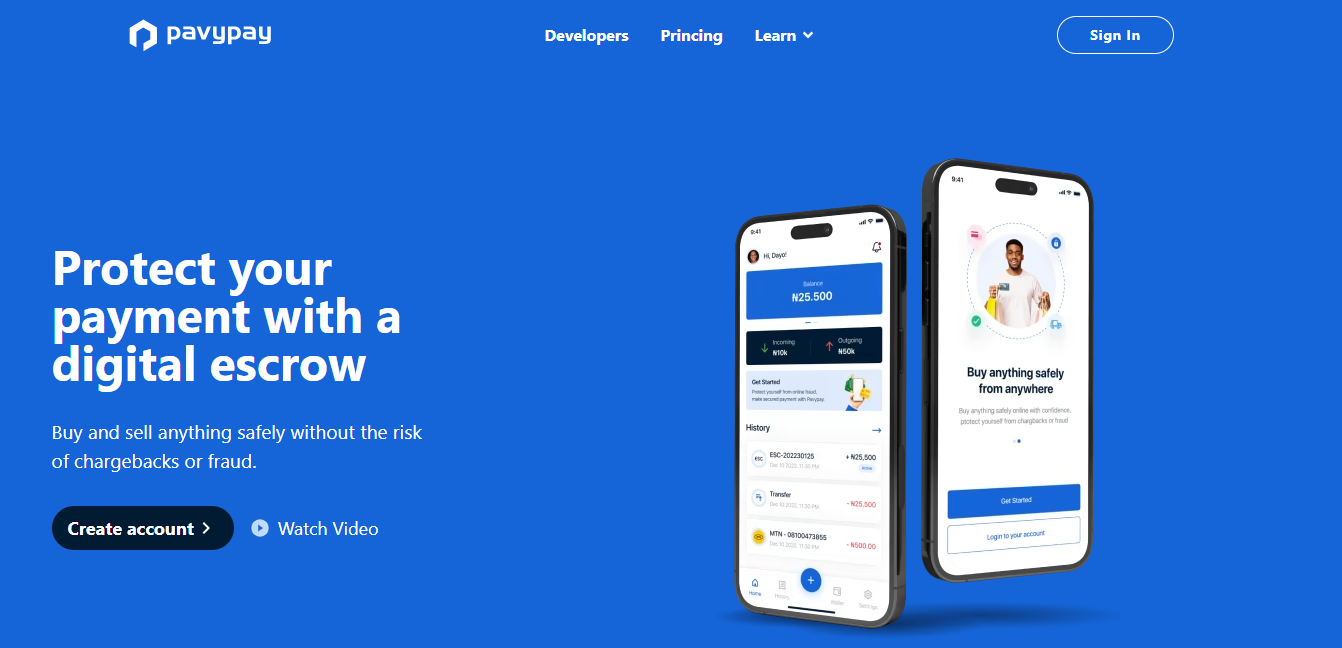 pavypay
Developers
Princing
Learn
Sign In
Protect your
payment with a
digital escrow
Buy and sell anything safely without the risk
of chargebacks or fraud.
Create account
Watch Video
9:41
Hi, Dayo!
Balance
₦25.500
Incoming
₦10k
Outgoing
₦50k
Get Started
Protect yourself from online fraud,
make secured payment with Pavypay.
History
ESC
ESC-202230125
+ ₦25,500
Dec 10 2022, 11:30 PM
Active
Transfer
- ₦25,500
Dec 10 2022, 11:30 PM
MTN - 08100473855
- ₦500.00
Dec 10 2022, 11:56 PM
Home
History
Wallet
Settings
9:41
Buy anything safely
from anywhere
Buy anything safely online with confidence,
ptotect yourself from chargbacks or fraud
Get Started
Login to your account